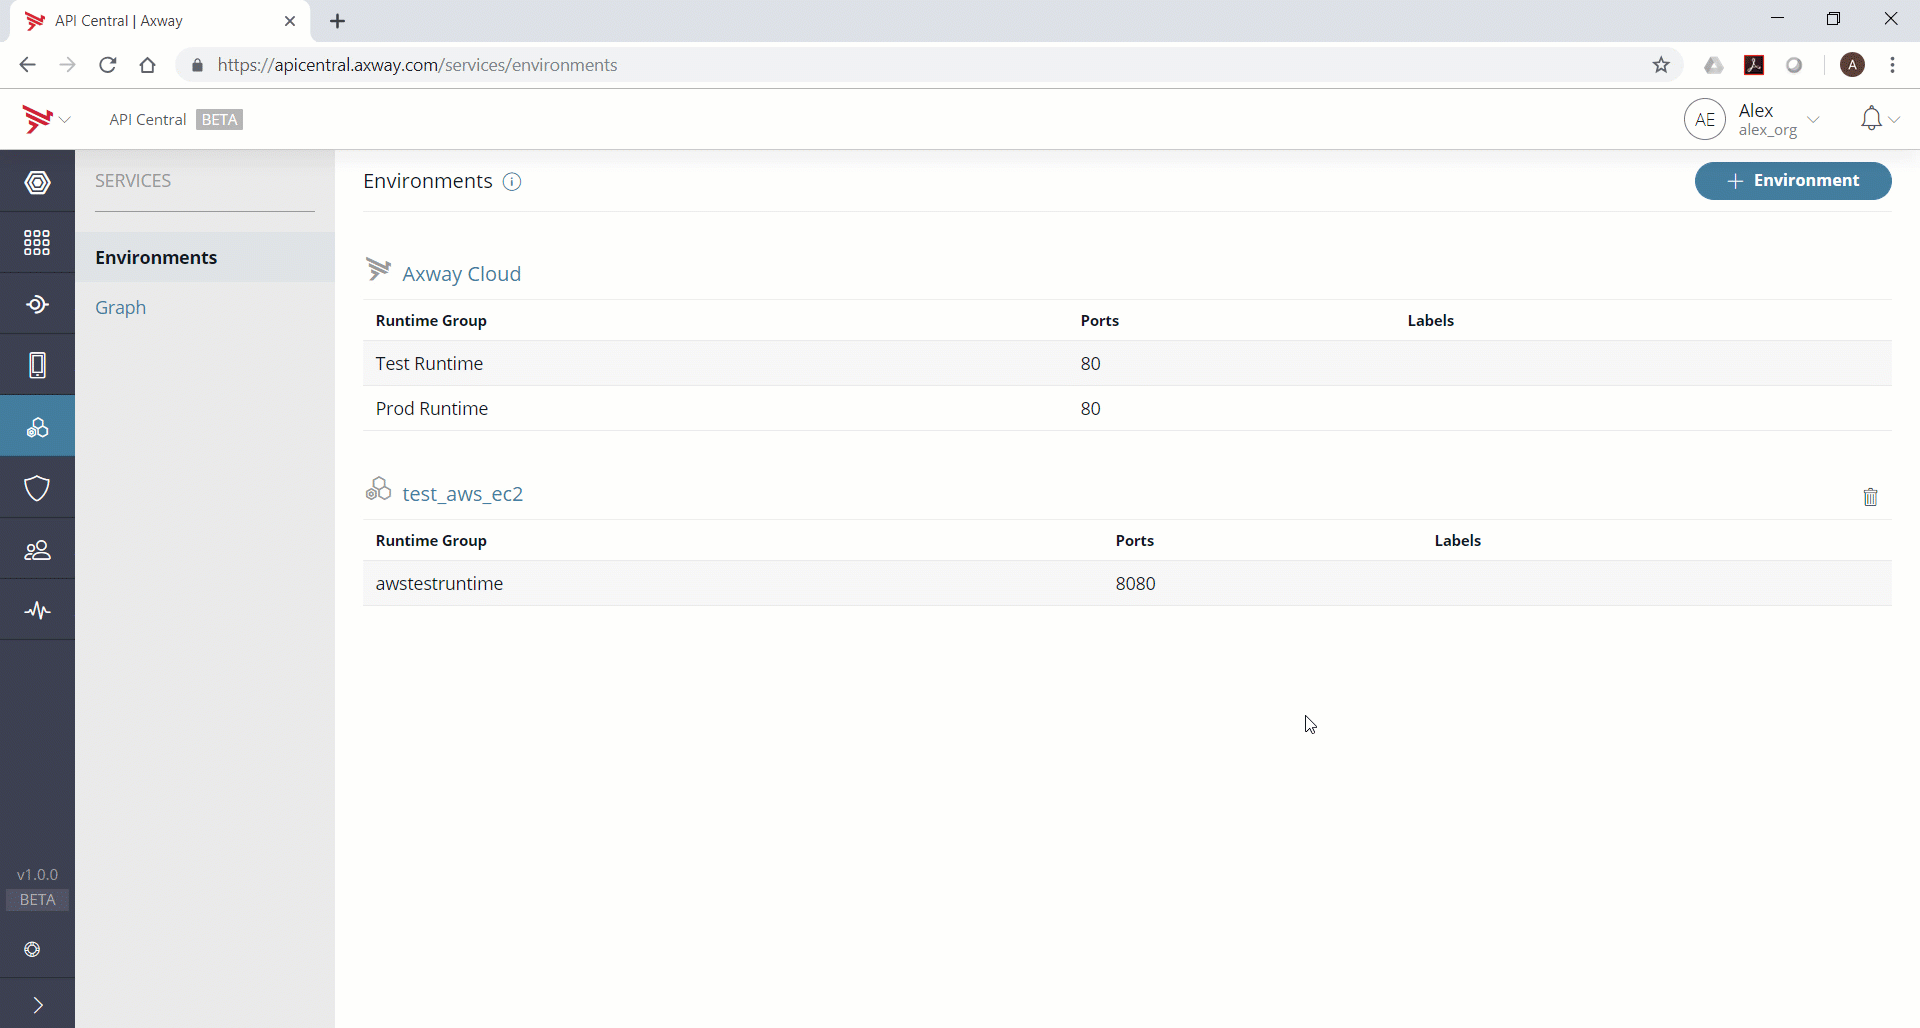 API Central | Axway
https://apicentral.axway.com/services/environments
A
API Central BETA
AE
Alex
alex_org
SERVICES
Environments
Graph
v1.0.0
BETA
Environments
+ Environment
Axway Cloud
Runtime Group Ports Labels
Test Runtime 80
Prod Runtime 80
test_aws_ec2
Runtime Group Ports Labels
awstestruntime 8080